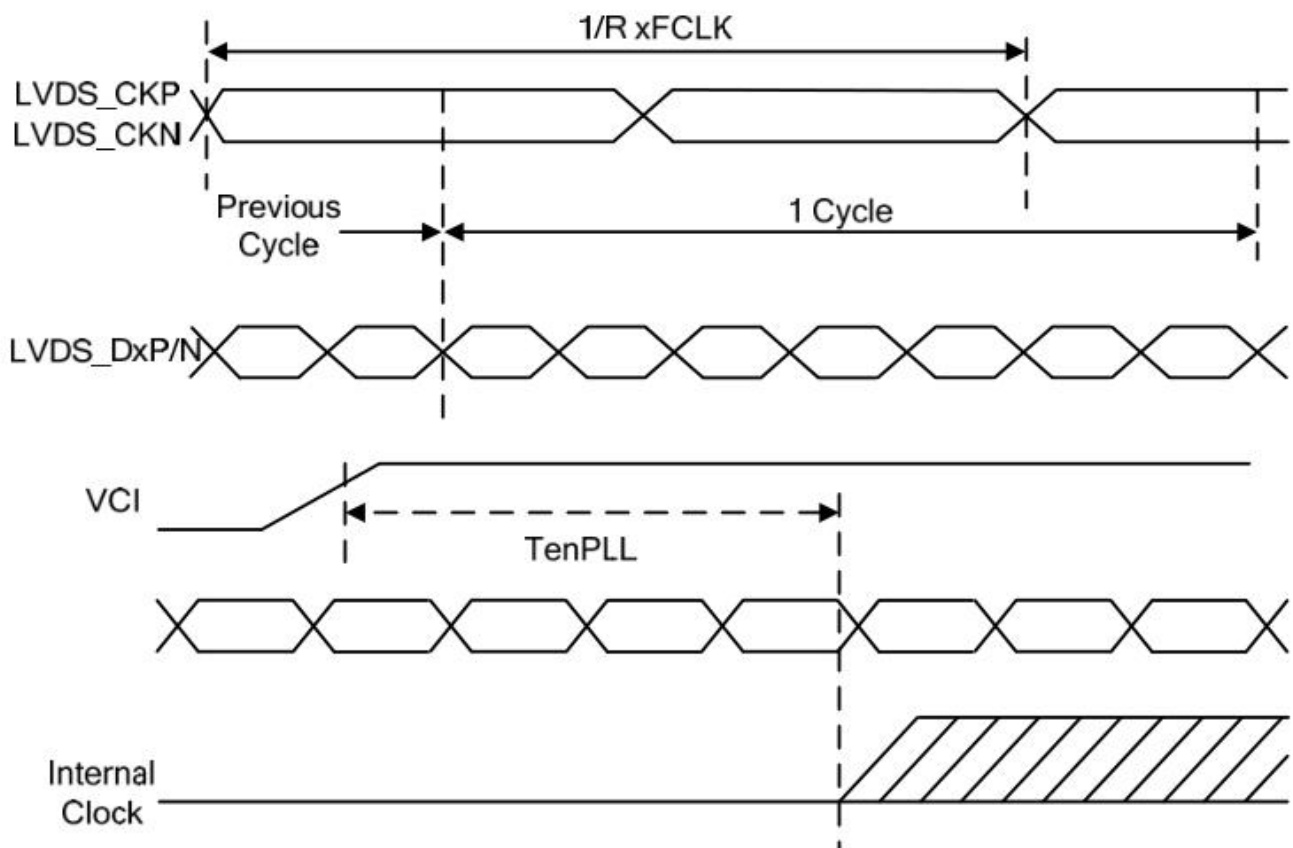 1/R xFCLK
LVDS_CKP
LVDS_CKN
Previous
Cycle
1 Cycle
LVDS_DxP/N
VCI
TenPLL
Internal
Clock